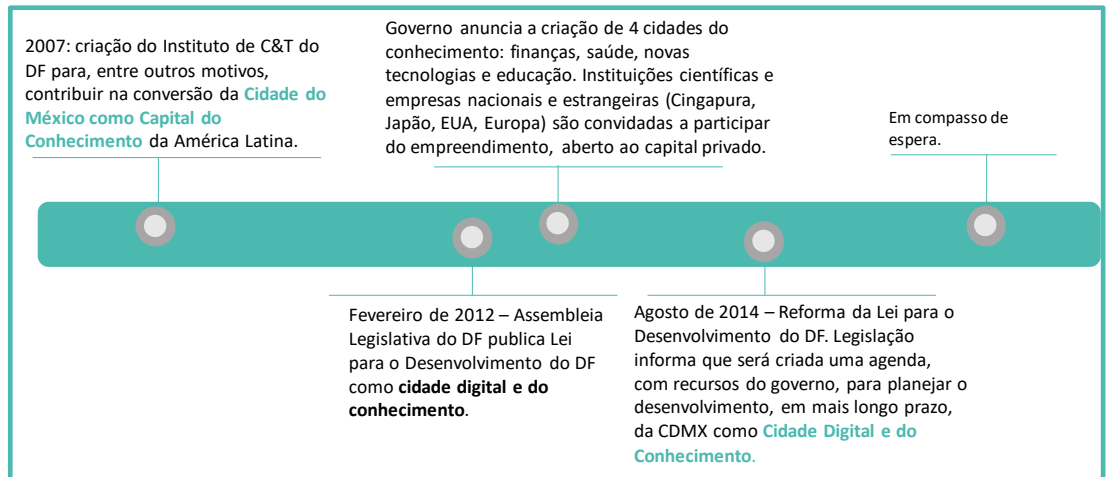 2007: criação do Instituto de C&T do
DF para, entre outros motivos,
contribuir na conversão da Cidade do
México como Capital do
Conhecimento da América Latina.
Governo anuncia a criação de 4 cidades do
conhecimento: finanças, saúde, novas
tecnologias e educação. Instituições científicas e
empresas nacionais e estrangeiras (Cingapura,
Japão, EUA, Europa) são convidadas a participar
do empreendimento, aberto ao capital privado.
Em compasso de
espera.
Fevereiro de 2012 – Assembleia
Legislativa do DF publica Lei
para o Desenvolvimento do DF
como cidade digital e do
conhecimento.
Agosto de 2014 – Reforma da Lei para o
Desenvolvimento do DF. Legislação
informa que será criada uma agenda,
com recursos do governo, para planejar o
desenvolvimento, em mais longo prazo,
da CDMX como Cidade Digital e do
Conhecimento.